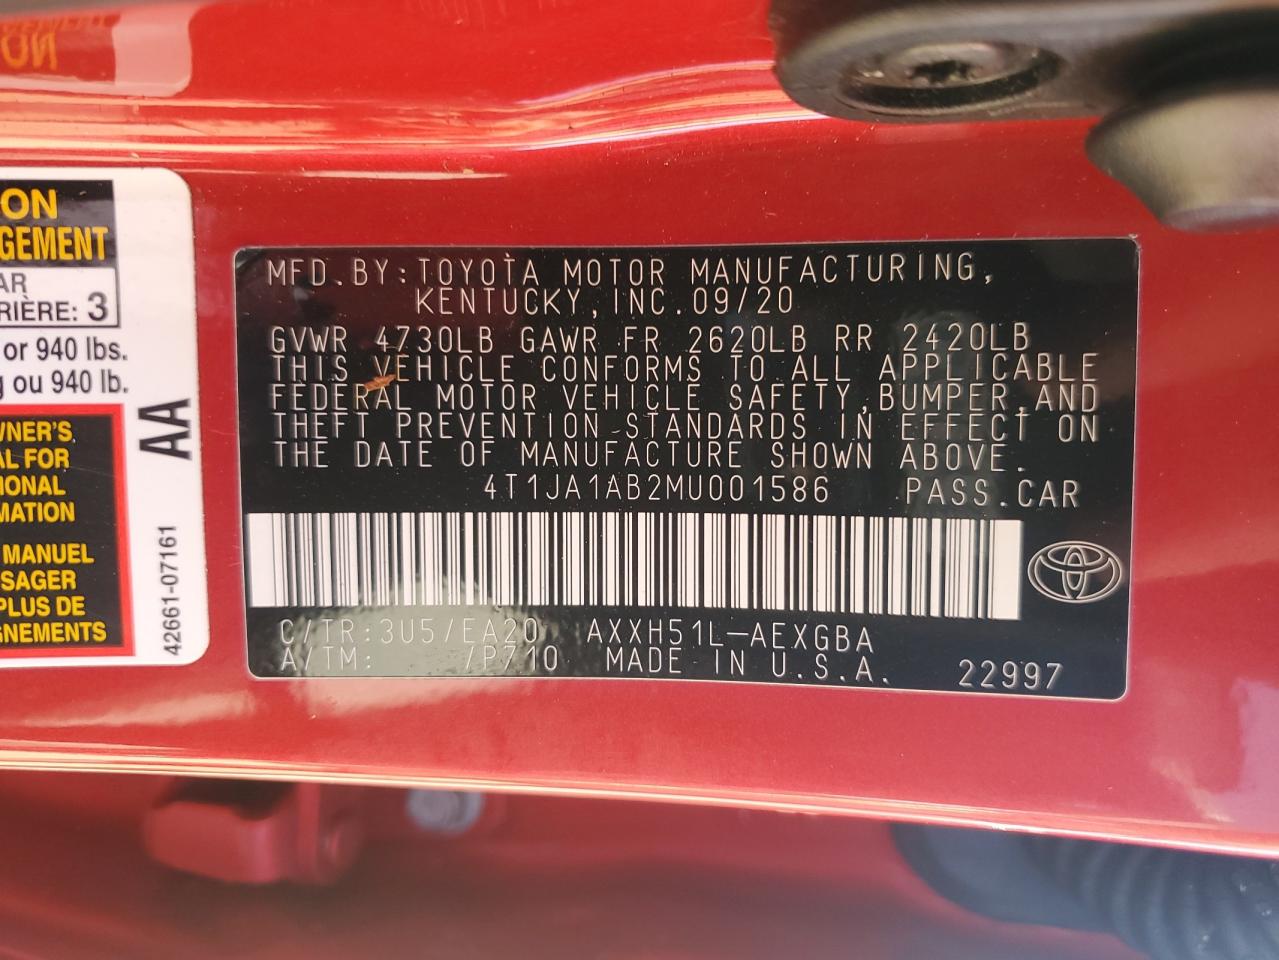 ON
GEMENT
AR
RIÈRE: 3
or 940 lbs.
g ou 940 lb.
WNER'S
AL FOR
IONAL
MATION
MANUEL
SAGER
PLUS DE
GNEMENTS
AA
42661-07161
MFD.BY:TOYOTA MOTOR MANUFACTURING,
KENTUCKY,INC.09/20
GVWR 4730LB GAWR FR 2620LB RR 2420LB
THIS VEHICLE CONFORMS TO ALL APPLICABLE
FEDERAL MOTOR VEHICLE SAFETY,BUMPER,AND
THEFT PREVENTION STANDARDS IN EFFECT ON
THE DATE OF MANUFACTURE SHOWN ABOVE.
4T1JA1AB2MU001586 PASS.CAR
C/TR:3U5/EA20 AXXH51L-AEXGBA
A/TM: /P710 MADE IN U.S.A. 22997